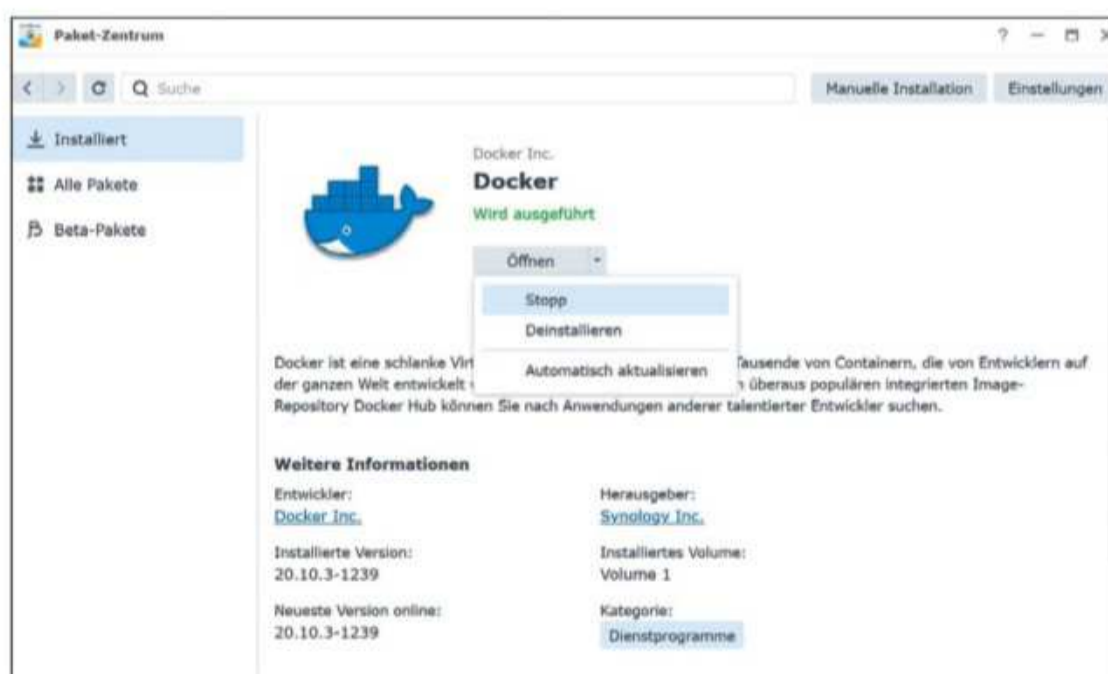 Paket-Zentrum
Suche
Manuelle Installation
Einstellungen
Installiert
Alle Pakete
Beta-Pakete
Docker Inc.
Docker
Wird ausgeführt
Öffnen
Stopp
Deinstallieren
Automatisch aktualisieren
Docker ist eine schlanke Tausende von Containern, die von Entwicklern auf
der ganzen Welt entwickelt überaus populären integrierten Image-
Repository Docker Hub können Sie nach Anwendungen anderer talentierter Entwickler suchen.
Weitere Informationen
Entwickler:
Docker Inc.
Herausgeber:
Synology Inc.
Installierte Version:
20.10.3-1239
Installiertes Volume:
Volume 1
Neueste Version online:
20.10.3-1239
Kategorie:
Dienstprogramme